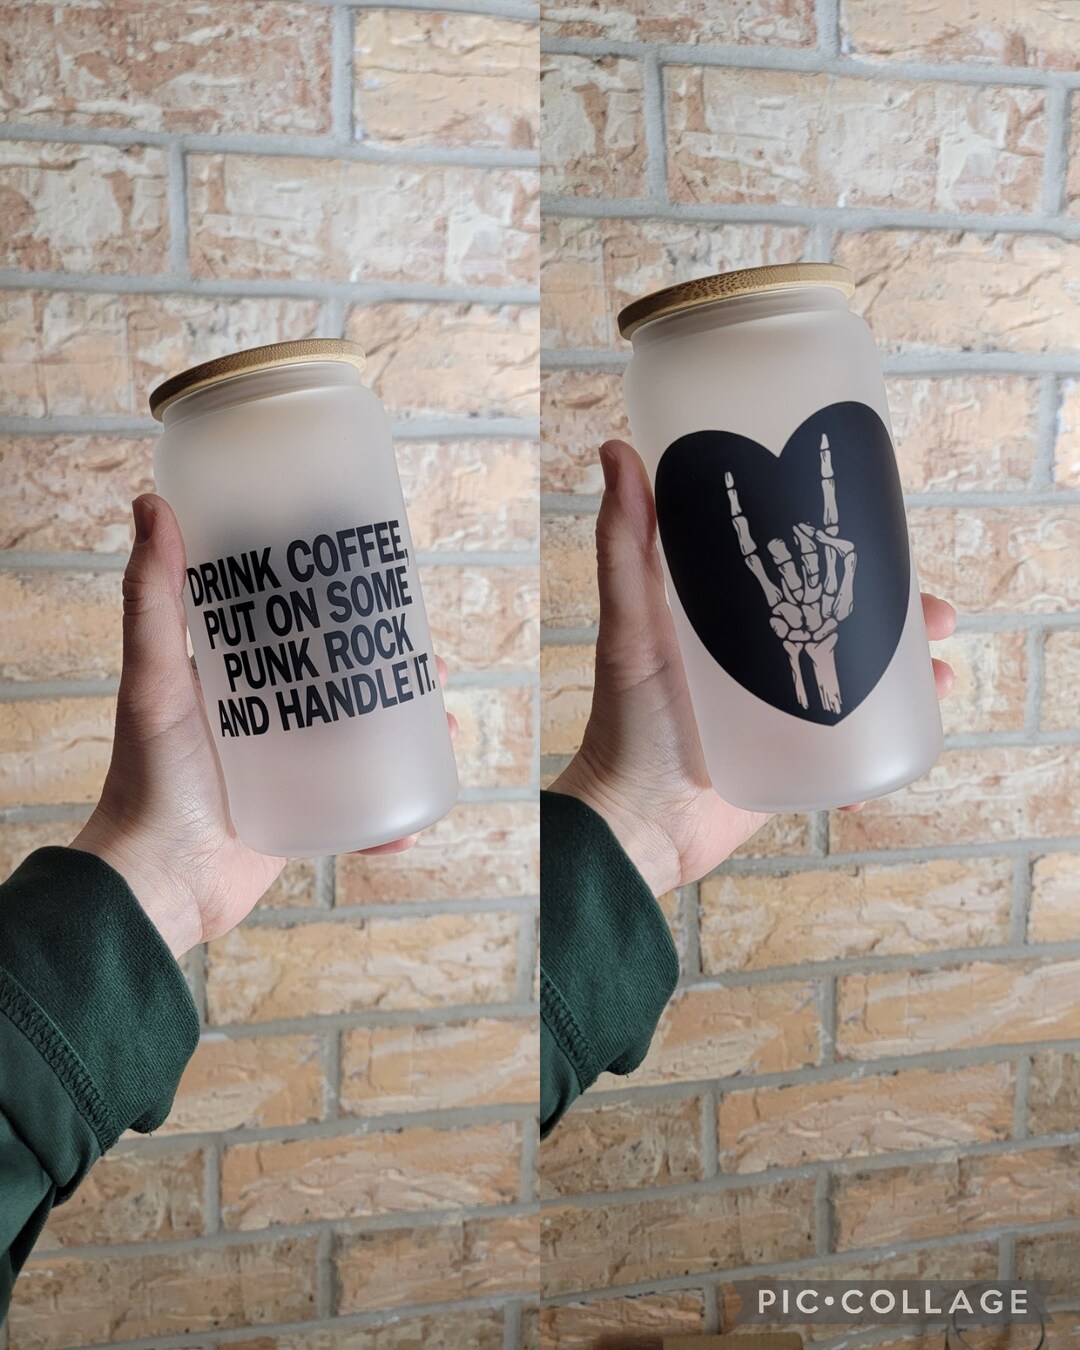 DRINK COFFEE,
PUT ON SOME
PUNK ROCK
AND HANDLE IT.
PIC•COLLAGE